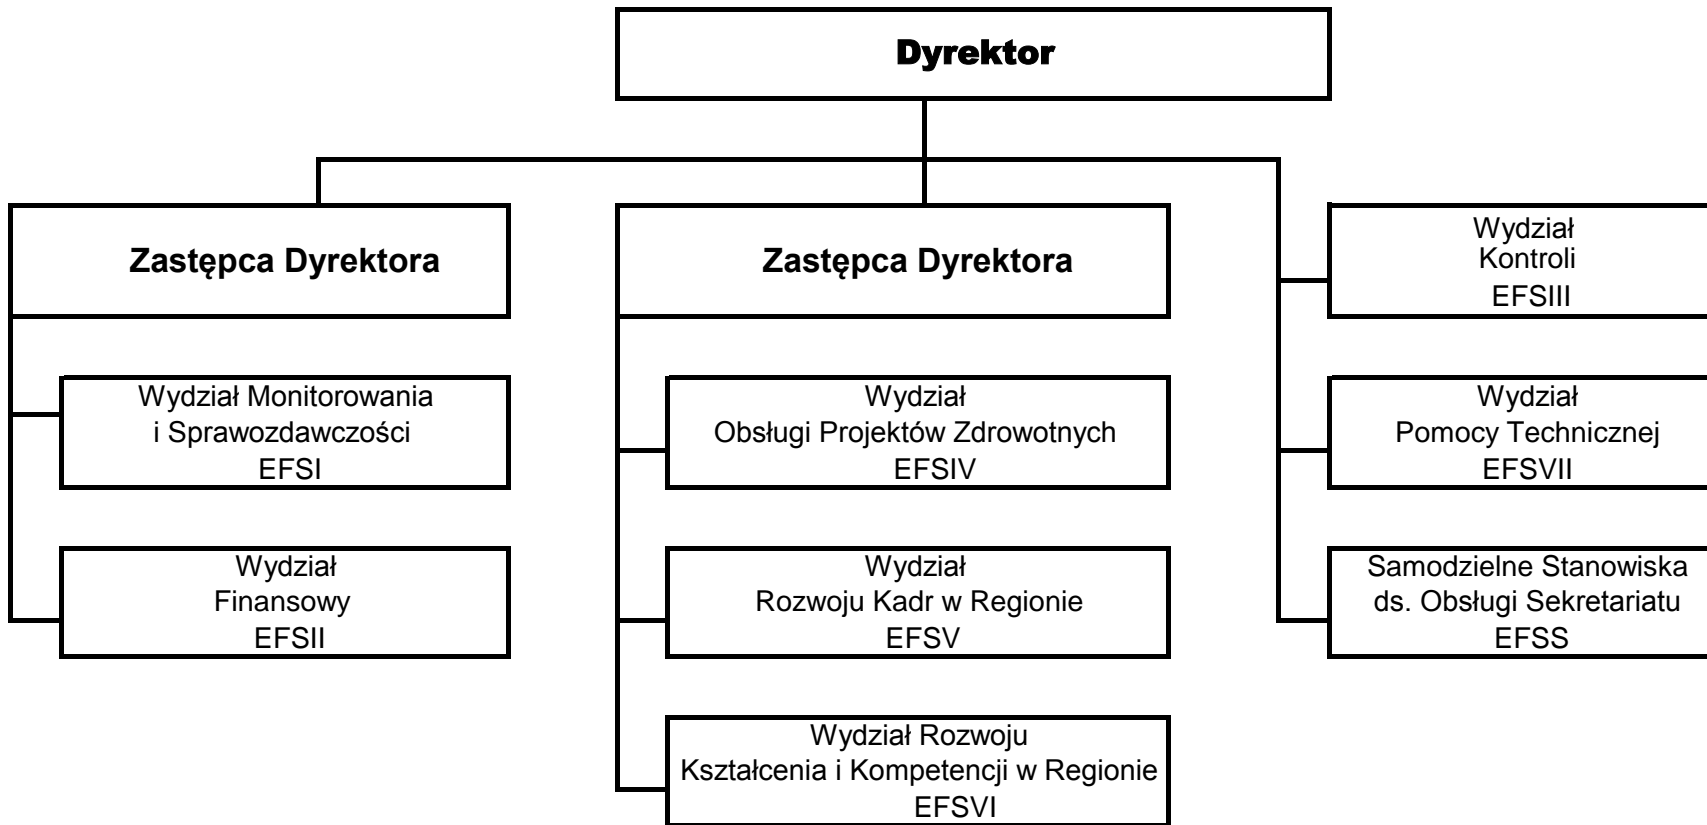 Dyrektor
Zastępca Dyrektora
Wydział Monitorowania
i Sprawozdawczości
EFSI
Wydział
Finansowy
EFSII
Zastępca Dyrektora
Wydział
Obsługi Projektów Zdrowotnych
EFSIV
Wydział
Rozwoju Kadr w Regionie
EFSV
Wydział Rozwoju
Kształcenia i Kompetencji w Regionie
EFSVI
Wydział
Kontroli
EFSIII
Wydział
Pomocy Technicznej
EFSVII
Samodzielne Stanowiska
ds. Obsługi Sekretariatu
EFSS